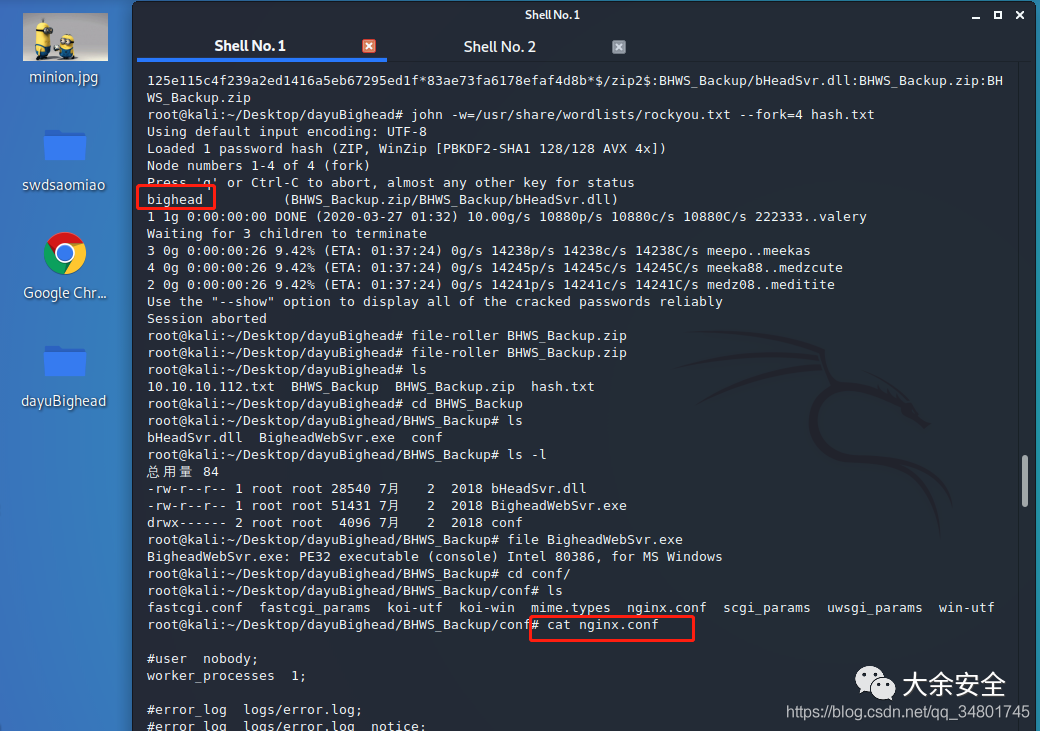 Shell No.1
Shell No. 1
Shell No. 2
minion.jpg
swdsaomiao
Google Chr...
dayuBighead
125e115c4f239a2ed1416a5eb67295ed1f*83ae73fa6178efaf4d8b*$/zip2$:BHWS_Backup/bHeadSvr.dll:BHWS_Backup.zip:BH
WS_Backup.zip
root@kali:~/Desktop/dayuBighead# john -w=/usr/share/wordlists/rockyou.txt --fork=4 hash.txt
Using default input encoding: UTF-8
Loaded 1 password hash (ZIP, WinZip [PBKDF2-SHA1 128/128 AVX 4x])
Node numbers 1-4 of 4 (fork)
Press 'q' or Ctrl-C to abort, almost any other key for status
bighead          (BHWS_Backup.zip/BHWS_Backup/bHeadSvr.dll)
1 1g 0:00:00:00 DONE (2020-03-27 01:32) 10.00g/s 10880p/s 10880c/s 10880C/s 222333..valery
Waiting for 3 children to terminate
3 0g 0:00:00:26 9.42% (ETA: 01:37:24) 0g/s 14238p/s 14238c/s 14238C/s meepo..meekas
4 0g 0:00:00:26 9.42% (ETA: 01:37:24) 0g/s 14245p/s 14245c/s 14245C/s meeka88..medzcute
2 0g 0:00:00:26 9.42% (ETA: 01:37:24) 0g/s 14241p/s 14241c/s 14241C/s medz08..meditite
Use the "--show" option to display all of the cracked passwords reliably
Session aborted
root@kali:~/Desktop/dayuBighead# file-roller BHWS_Backup.zip
root@kali:~/Desktop/dayuBighead# file-roller BHWS_Backup.zip
root@kali:~/Desktop/dayuBighead# ls
10.10.10.112.txt  BHWS_Backup  BHWS_Backup.zip  hash.txt
root@kali:~/Desktop/dayuBighead# cd BHWS_Backup
root@kali:~/Desktop/dayuBighead/BHWS_Backup# ls
bHeadSvr.dll  BigheadWebSvr.exe  conf
root@kali:~/Desktop/dayuBighead/BHWS_Backup# ls -l
总用量 84
-rw-r--r-- 1 root root 28540 7月   2  2018 bHeadSvr.dll
-rw-r--r-- 1 root root 51431 7月   2  2018 BigheadWebSvr.exe
drwx------ 2 root root  4096 7月   2  2018 conf
root@kali:~/Desktop/dayuBighead/BHWS_Backup# file BigheadWebSvr.exe
BigheadWebSvr.exe: PE32 executable (console) Intel 80386, for MS Windows
root@kali:~/Desktop/dayuBighead/BHWS_Backup# cd conf/
root@kali:~/Desktop/dayuBighead/BHWS_Backup/conf# ls
fastcgi.conf  fastcgi_params  koi-utf  koi-win  mime.types  nginx.conf  scgi_params  uwsgi_params  win-utf
root@kali:~/Desktop/dayuBighead/BHWS_Backup/conf# cat nginx.conf
#user  nobody;
worker_processes  1;
#error_log  logs/error.log;
#error_log  logs/error.log  notice;
大余安全
https://blog.csdn.net/qq_34801745